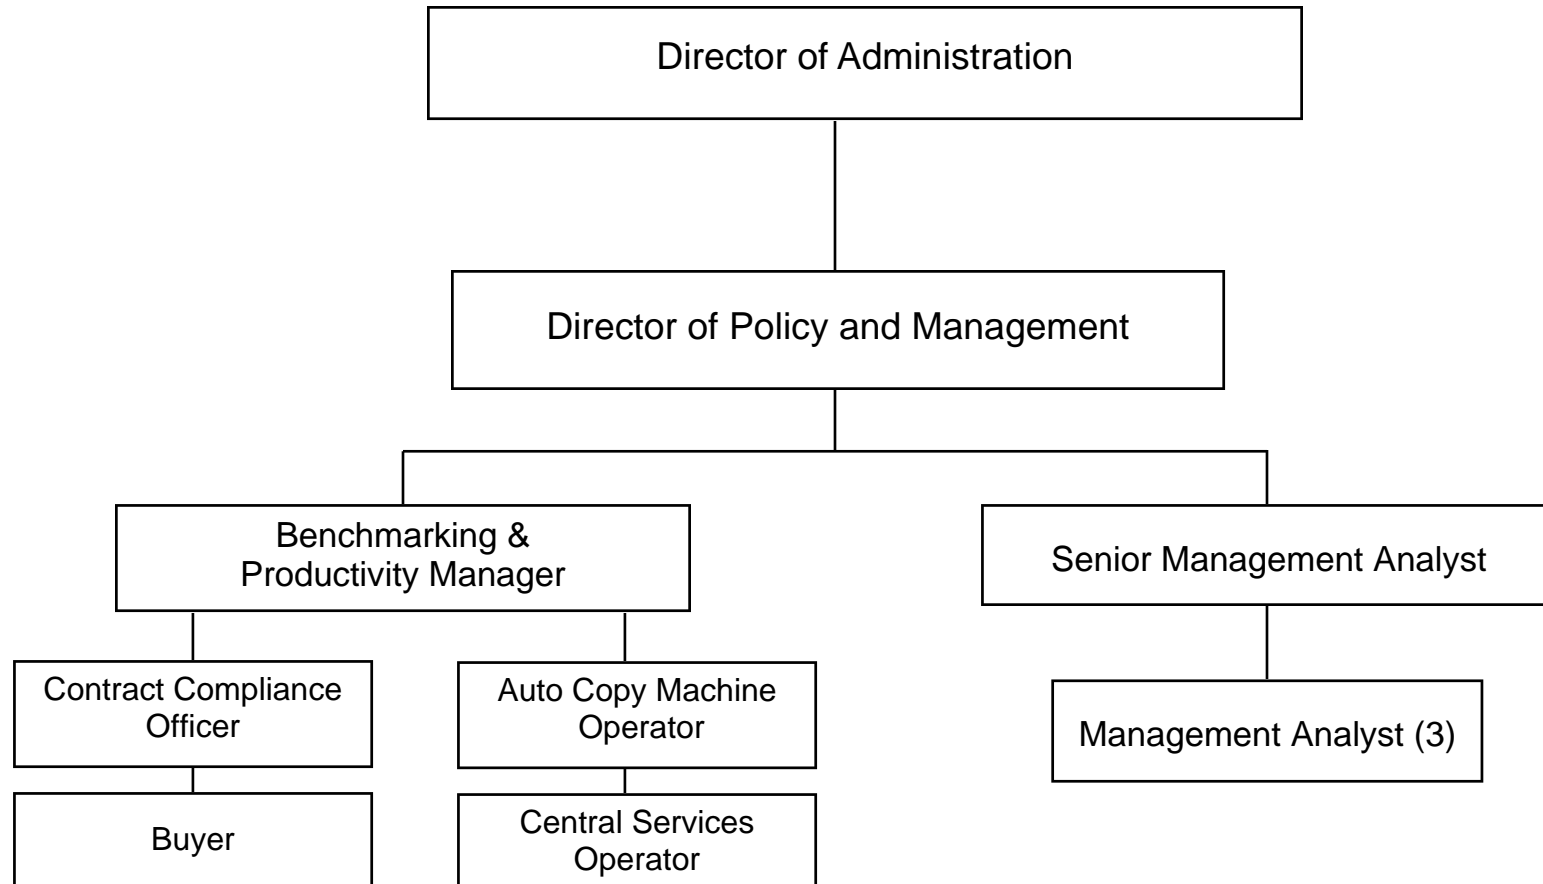 Director of Administration
Director of Policy and Management
Benchmarking &
Productivity Manager
Senior Management Analyst
Contract Compliance
Officer
Auto Copy Machine
Operator
Management Analyst (3)
Buyer
Central Services
Operator